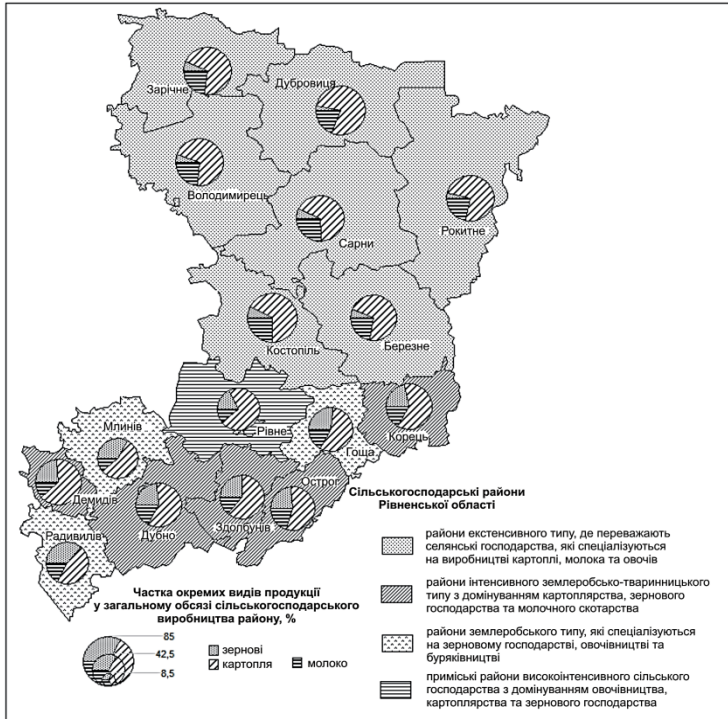 Зарічне
Дубровиця
Володимирець
Рокитне
Сарни
Костопіль
Березне
Млинів
Рівне
Гоща
Корець
Демидів
Острог
Радивилів
Дубно
Здолбунів
Сільськогосподарські райони
Рівненської області
райони екстенсивного типу, де переважають
селянські господарства, які спеціалізуються
на виробництві картоплі, молока та овочів
райони інтенсивного землеробсько-тваринницького
типу з домінуванням картоплярства, зернового
господарства та молочного скотарства
райони землеробського типу, які спеціалізуються
на зерновому господарстві, овочівництві та
буряківництві
приміські райони високоінтенсивного сільського
господарства з домінуванням овочівництва,
картоплярства та зернового господарства
Частка окремих видів продукції
у загальному обсязі сільськогосподарського
виробництва району, %
85
42,5
8,5
зернові
картопля
молоко